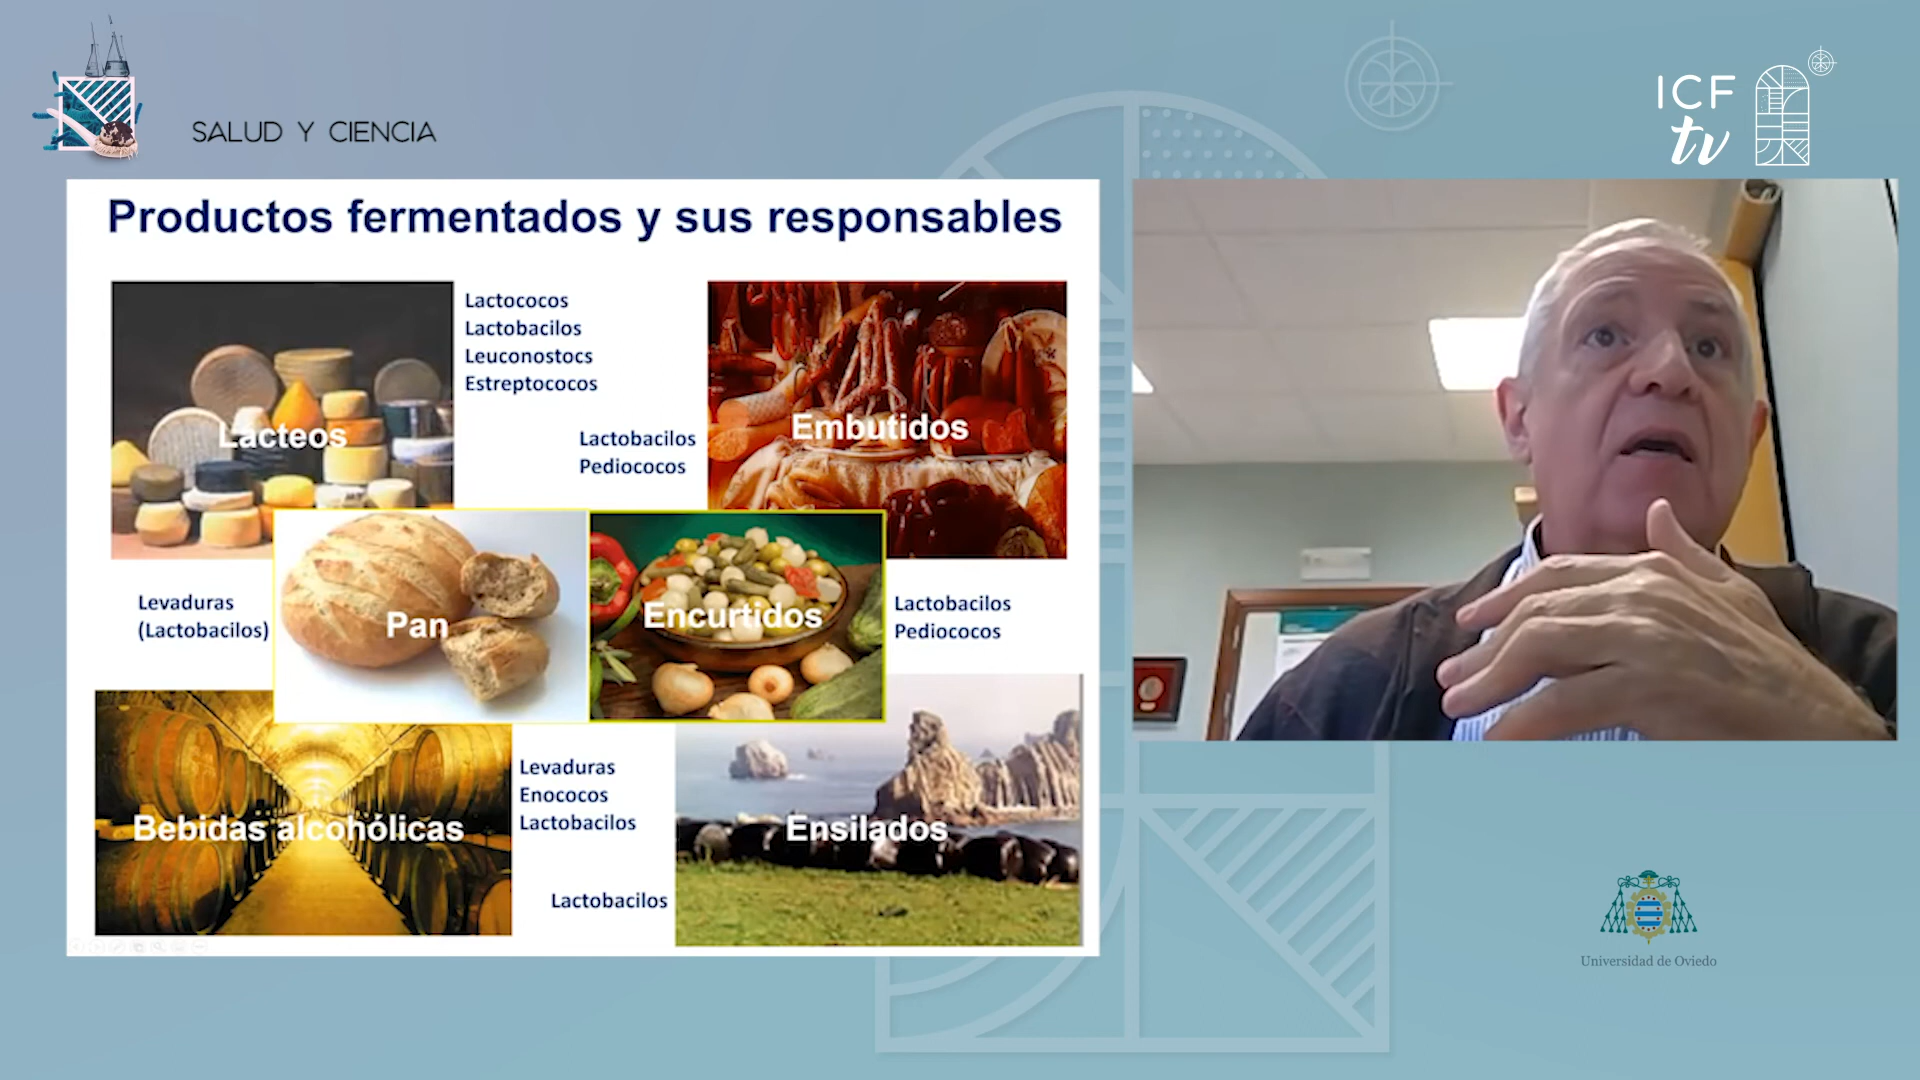 SALUD Y CIENCIA
ICF
tv
Productos fermentados y sus responsables
Lácteos
Lactococos
Lactobacilos
Leuconostocs
Estreptococos
Lactobacilos
Pediococos
Embutidos
Levaduras
(Lactobacilos)
Pan
Encurtidos
Lactobacilos
Pediococos
Bebidas alcohólicas
Levaduras
Enococos
Lactobacilos
Lactobacilos
Ensilados
Universidad de Oviedo